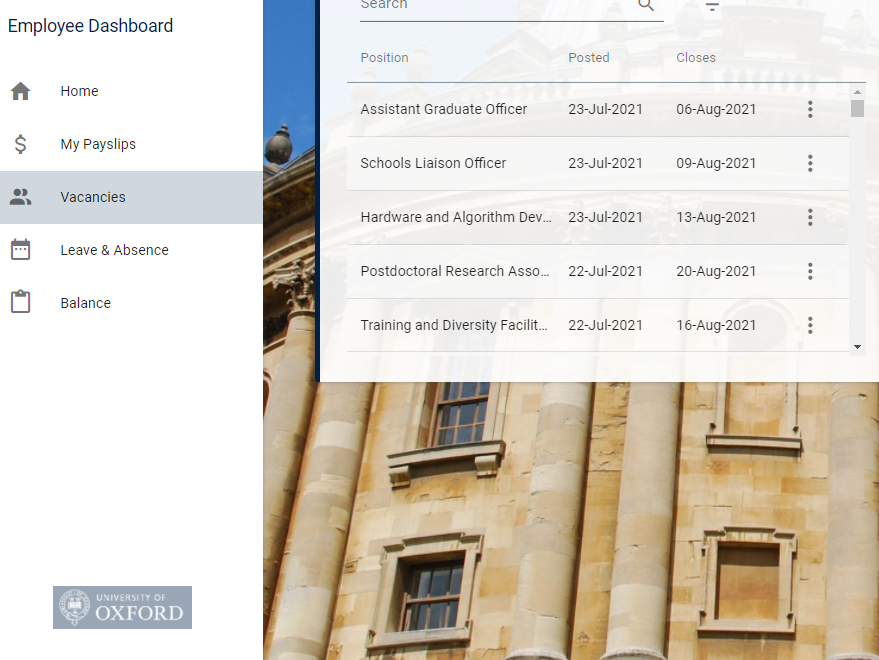 Employee Dashboard
Home
My Payslips
Vacancies
Leave & Absence
Balance
UNIVERSITY OF
OXFORD
Search
Position Posted Closes
Assistant Graduate Officer 23-Jul-2021 06-Aug-2021
Schools Liaison Officer 23-Jul-2021 09-Aug-2021
Hardware and Algorithm Dev... 23-Jul-2021 13-Aug-2021
Postdoctoral Research Asso... 22-Jul-2021 20-Aug-2021
Training and Diversity Facilit... 22-Jul-2021 16-Aug-2021